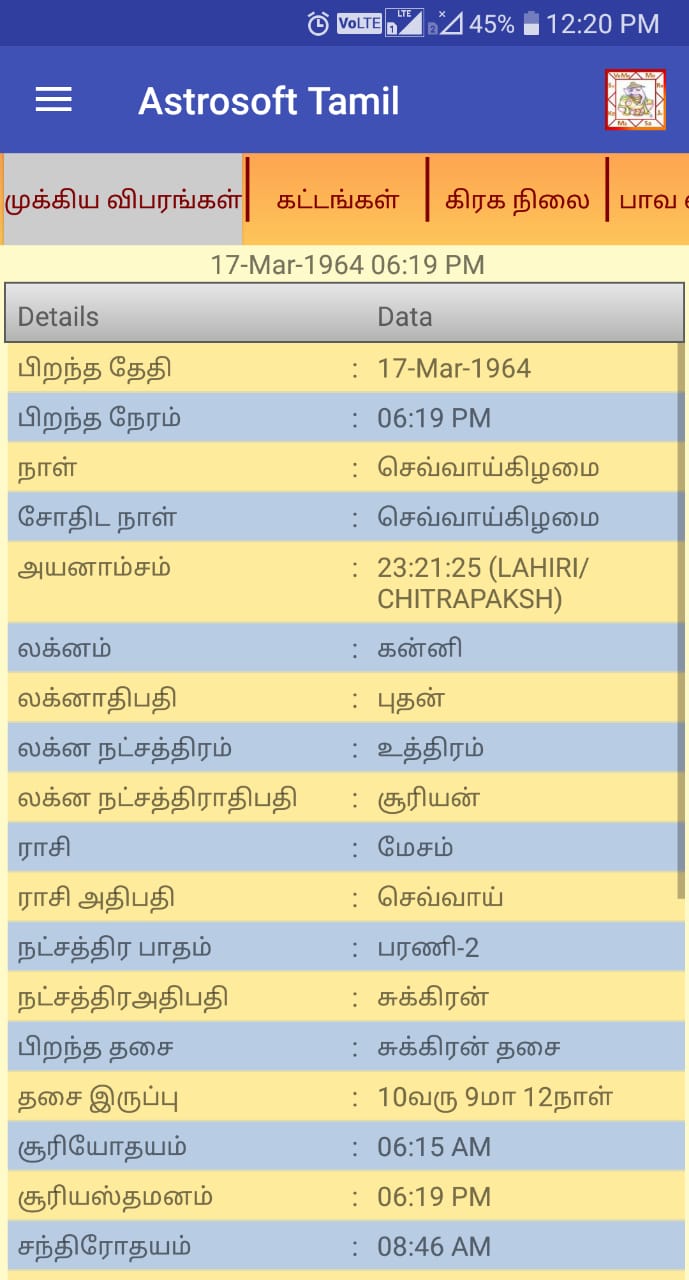 VoLTE LTE 1 2 45% 12:20 PM
Astrosoft Tamil
முக்கிய விபரங்கள் கட்டங்கள் கிரக நிலை பாவ
17-Mar-1964 06:19 PM
Details Data
பிறந்த தேதி : 17-Mar-1964
பிறந்த நேரம் : 06:19 PM
நாள் : செவ்வாய்கிழமை
சோதிட நாள் : செவ்வாய்கிழமை
அயனாம்சம் : 23:21:25 (LAHIRI/
CHITRAPAKSH)
லக்னம் : கன்னி
லக்னாதிபதி : புதன்
லக்ன நட்சத்திரம் : உத்திரம்
லக்ன நட்சத்திராதிபதி : சூரியன்
ராசி : மேசம்
ராசி அதிபதி : செவ்வாய்
நட்சத்திர பாதம் : பரணி-2
நட்சத்திரஅதிபதி : சுக்கிரன்
பிறந்த தசை : சுக்கிரன் தசை
தசை இருப்பு : 10வரு 9மா 12நாள்
சூரியோதயம் : 06:15 AM
சூரியஸ்தமனம் : 06:19 PM
சந்திரோதயம் : 08:46 AM